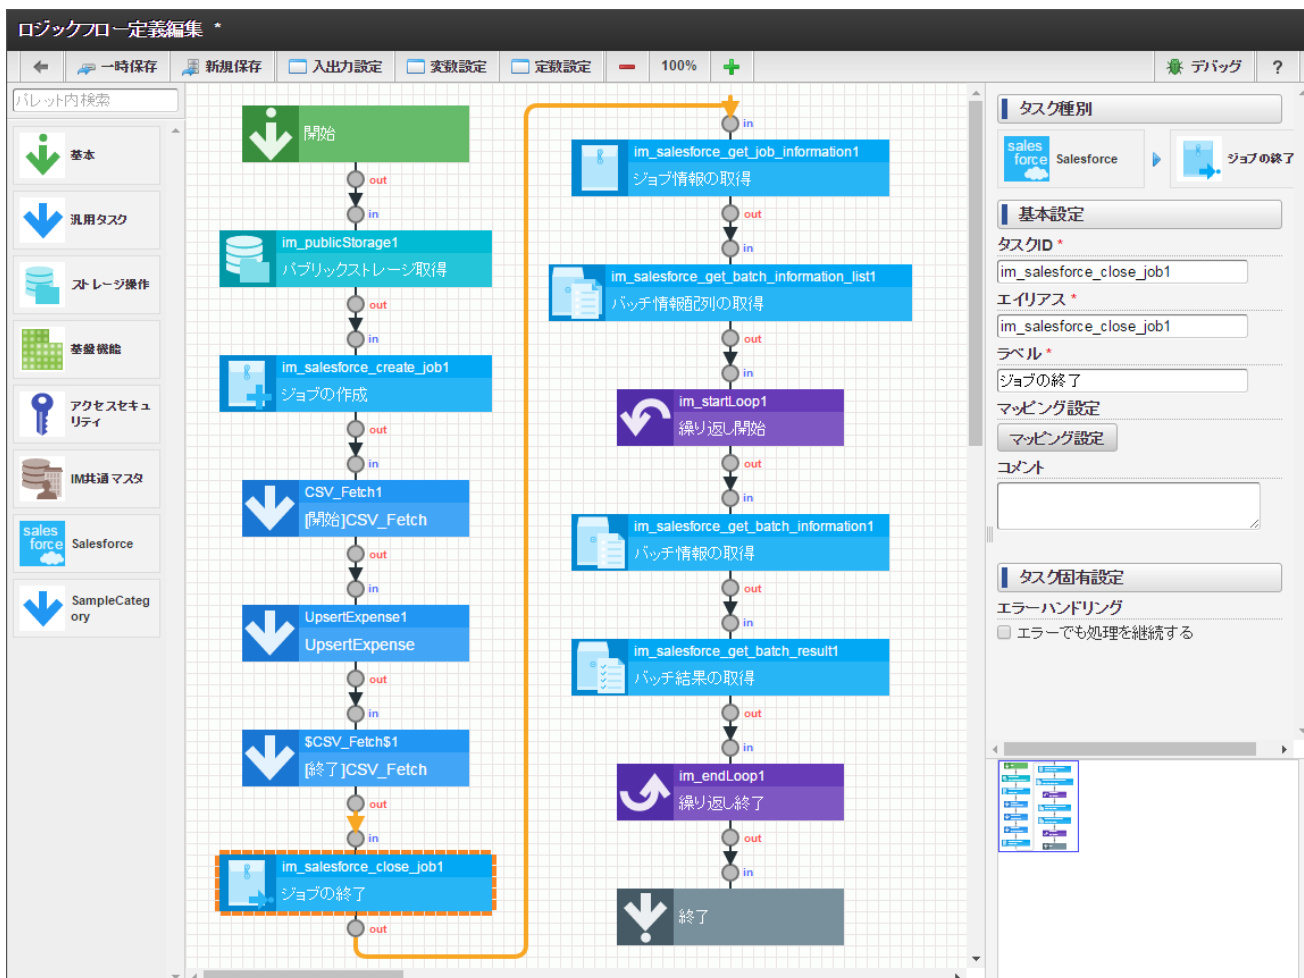 ロジックフロー定義編集 *
一時保存
新規保存
入出力設定
変数設定
定数設定
100%
デバッグ
?
パレット内検索
基本
汎用タスク
ストレージ操作
基盤機能
アクセスセキュ
リティ
IM共通マスタ
sales
force
Salesforce
SampleCateg
ory
開始
out
in
im_publicStorage1
パブリックストレージ取得
out
in
im_salesforce_create_job1
ジョブの作成
out
in
CSV_Fetch1
[開始]CSV_Fetch
out
in
UpsertExpense1
UpsertExpense
out
in
$CSV_Fetch$1
[終了]CSV_Fetch
out
in
im_salesforce_close_job1
ジョブの終了
out
in
im_salesforce_get_job_information1
ジョブ情報の取得
out
in
im_salesforce_get_batch_information_list1
バッチ情報配列の取得
out
in
im_startLoop1
繰り返し開始
out
in
im_salesforce_get_batch_information1
バッチ情報の取得
out
in
im_salesforce_get_batch_result1
バッチ結果の取得
out
in
im_endLoop1
繰り返し終了
out
in
終了
タスク種別
sales
force
Salesforce
ジョブの終了
基本設定
タスクID *
im_salesforce_close_job1
エイリアス *
im_salesforce_close_job1
ラベル *
ジョブの終了
マッピング設定
マッピング設定
コメント
タスク固有設定
エラーハンドリング
エラーでも処理を継続する